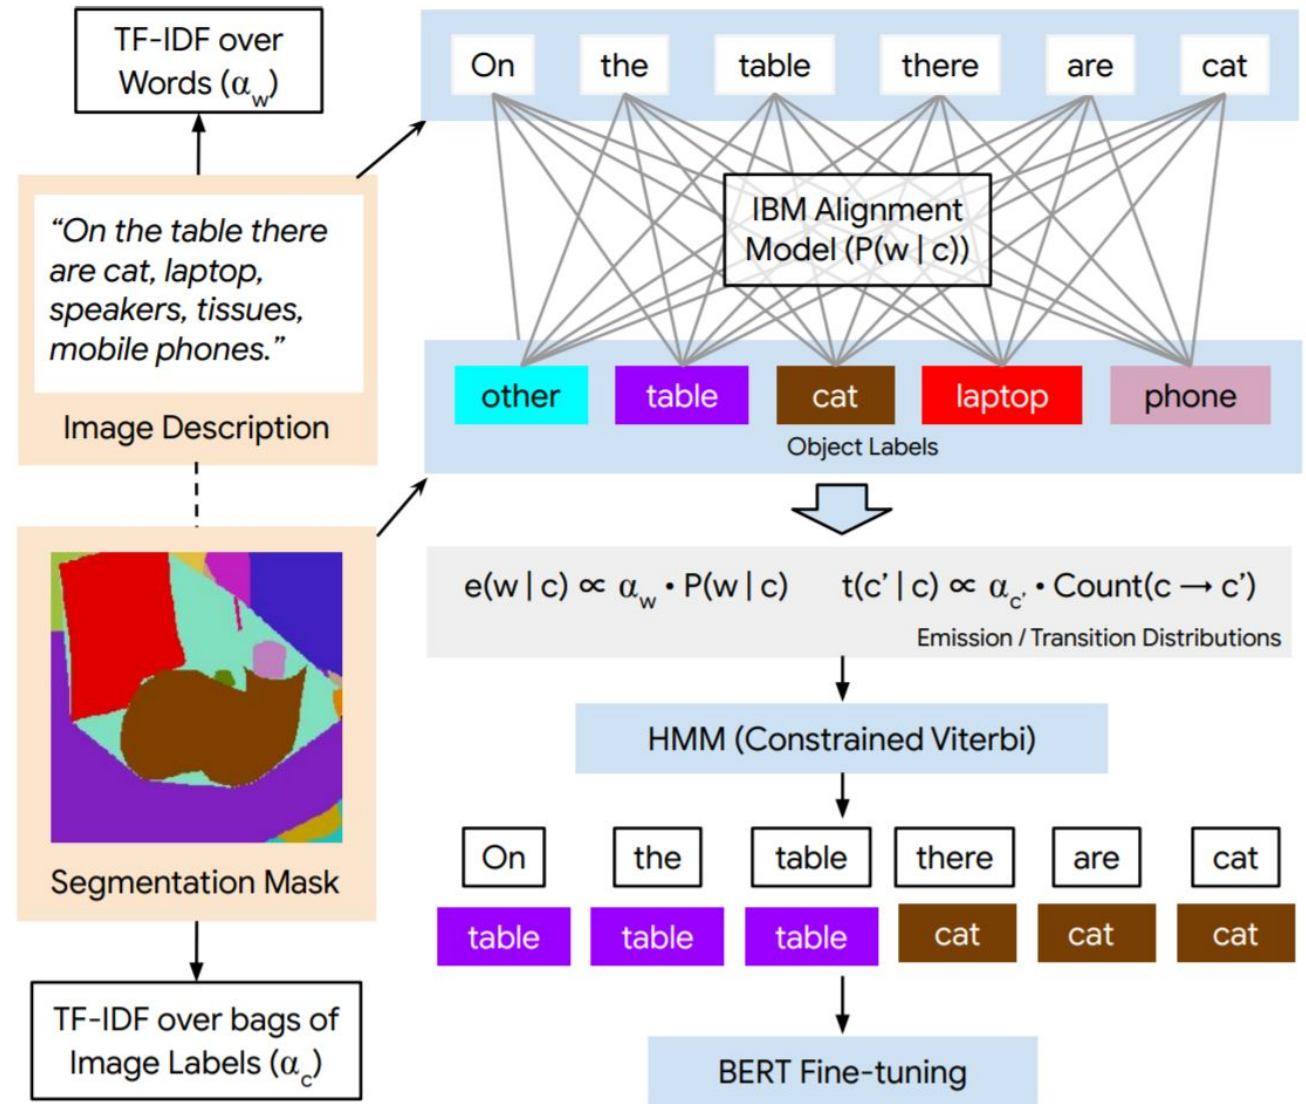 TF-IDF over
Words (α_w)
On the table there are cat
“On the table there
are cat, laptop,
speakers, tissues,
mobile phones.”
Image Description
IBM Alignment
Model (P(w | c))
other table cat laptop phone
Object Labels
e(w | c) ∝ α_w • P(w | c) t(c’ | c) ∝ α_c’ • Count(c → c’)
Emission / Transition Distributions
HMM (Constrained Viterbi)
On the table there are cat
table table table cat cat cat
Segmentation Mask
TF-IDF over bags of
Image Labels (α_c)
BERT Fine-tuning